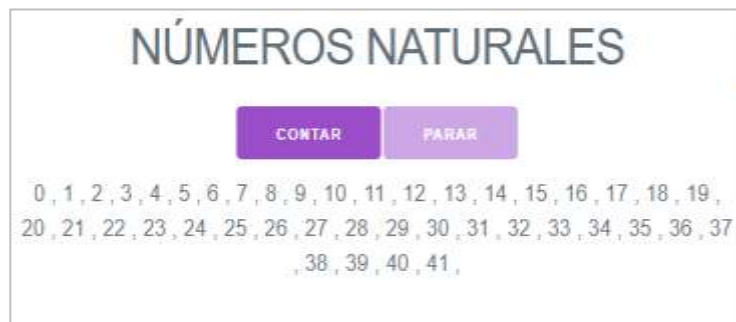 NÚMEROS NATURALES
CONTAR PARAR
0 , 1 , 2 , 3 , 4 , 5 , 6 , 7 , 8 , 9 , 10 , 11 , 12 , 13 , 14 , 15 , 16 , 17 , 18 , 19 ,
20 , 21 , 22 , 23 , 24 , 25 , 26 , 27 , 28 , 29 , 30 , 31 , 32 , 33 , 34 , 35 , 36 , 37
, 38 , 39 , 40 , 41 ,